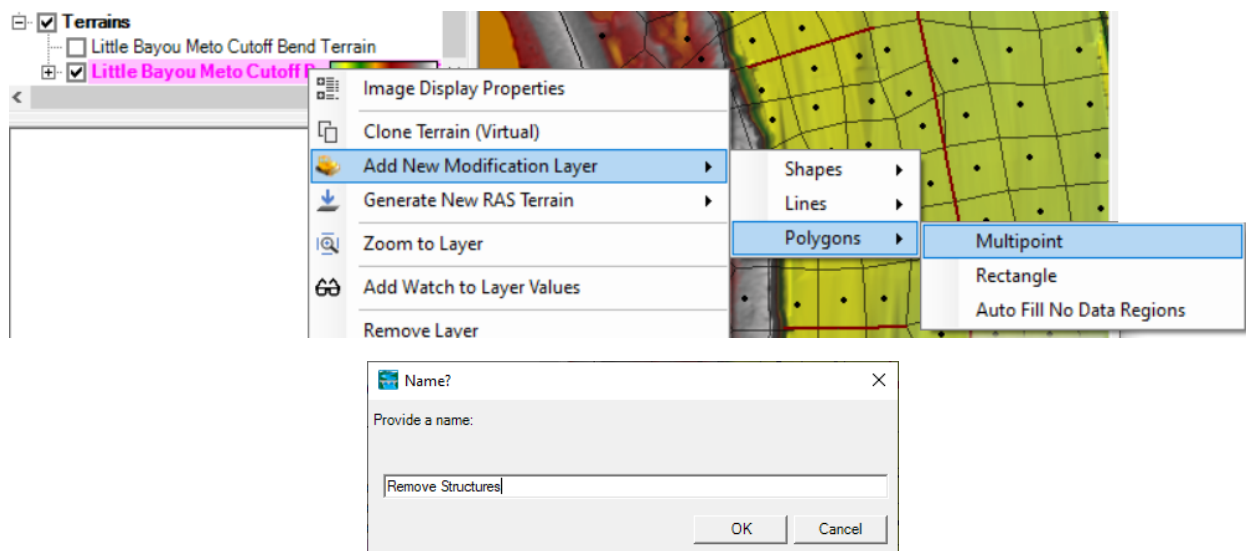 Terrains
Little Bayou Meto Cutoff Bend Terrain
Little Bayou Meto Cutoff
Image Display Properties
Clone Terrain (Virtual)
Add New Modification Layer
Generate New RAS Terrain
Zoom to Layer
Add Watch to Layer Values
Remove Layer
Shapes
Lines
Polygons
Multipoint
Rectangle
Auto Fill No Data Regions
Name?
Provide a name:
Remove Structures
OK
Cancel